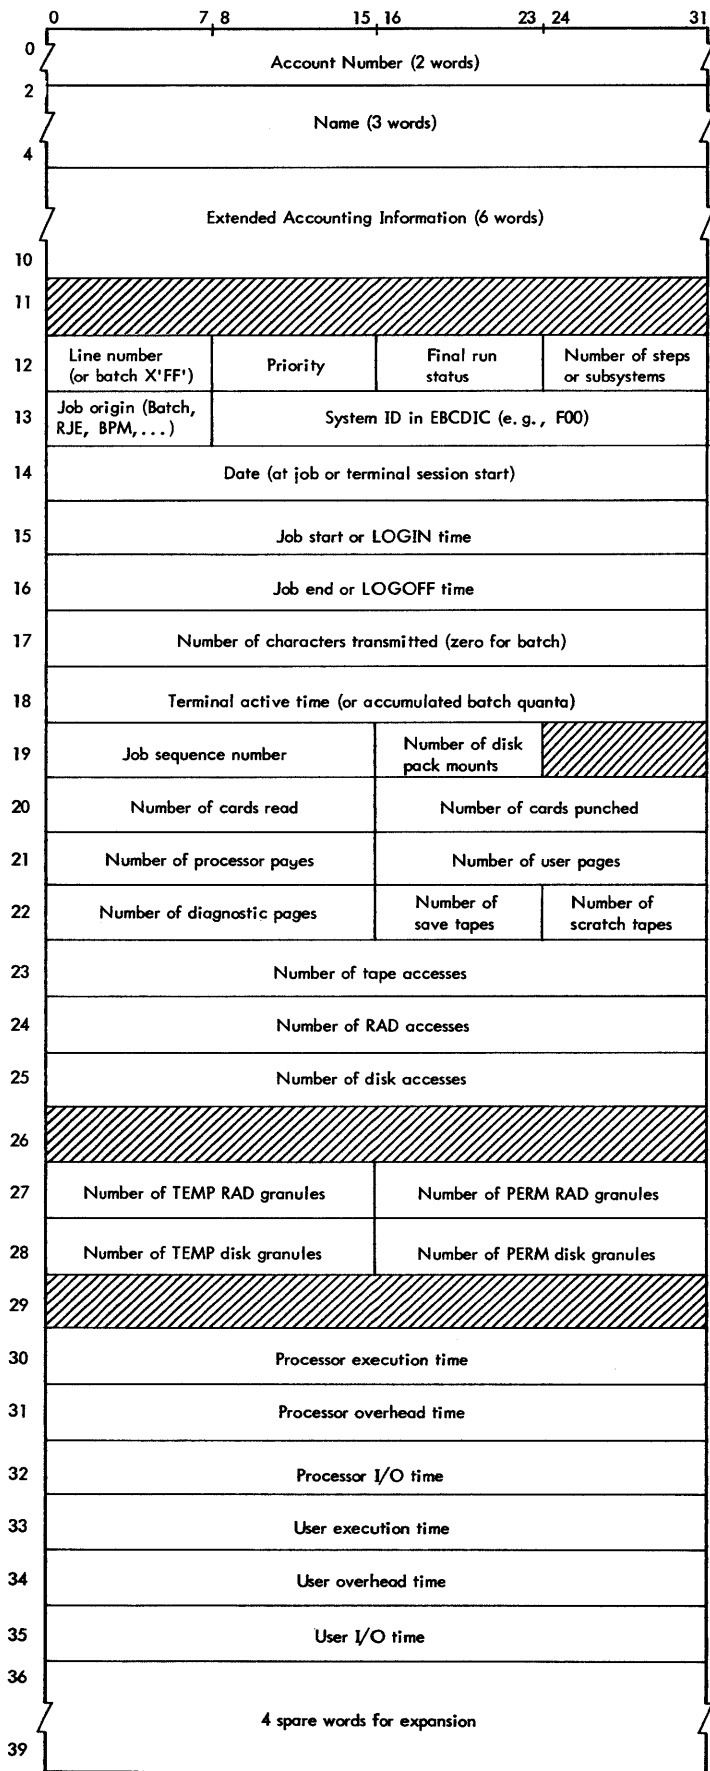 0 7 8 15 16 23 24 31
0
Account Number (2 words)
2
Name (3 words)
4
Extended Accounting Information (6 words)
10
11
12
Line number
(or batch X'FF')
Priority
Final run
status
Number of steps
or subsystems
13
Job origin (Batch,
RJE, BPM,...)
System ID in EBCDIC (e.g., F00)
14
Date (at job or terminal session start)
15
Job start or LOGIN time
16
Job end or LOGOFF time
17
Number of characters transmitted (zero for batch)
18
Terminal active time (or accumulated batch quanta)
19
Job sequence number
Number of disk
pack mounts
20
Number of cards read
Number of cards punched
21
Number of processor pages
Number of user pages
22
Number of diagnostic pages
Number of
save tapes
Number of
scratch tapes
23
Number of tape accesses
24
Number of RAD accesses
25
Number of disk accesses
26
27
Number of TEMP RAD granules
Number of PERM RAD granules
28
Number of TEMP disk granules
Number of PERM disk granules
29
30
Processor execution time
31
Processor overhead time
32
Processor I/O time
33
User execution time
34
User overhead time
35
User I/O time
36
4 spare words for expansion
39